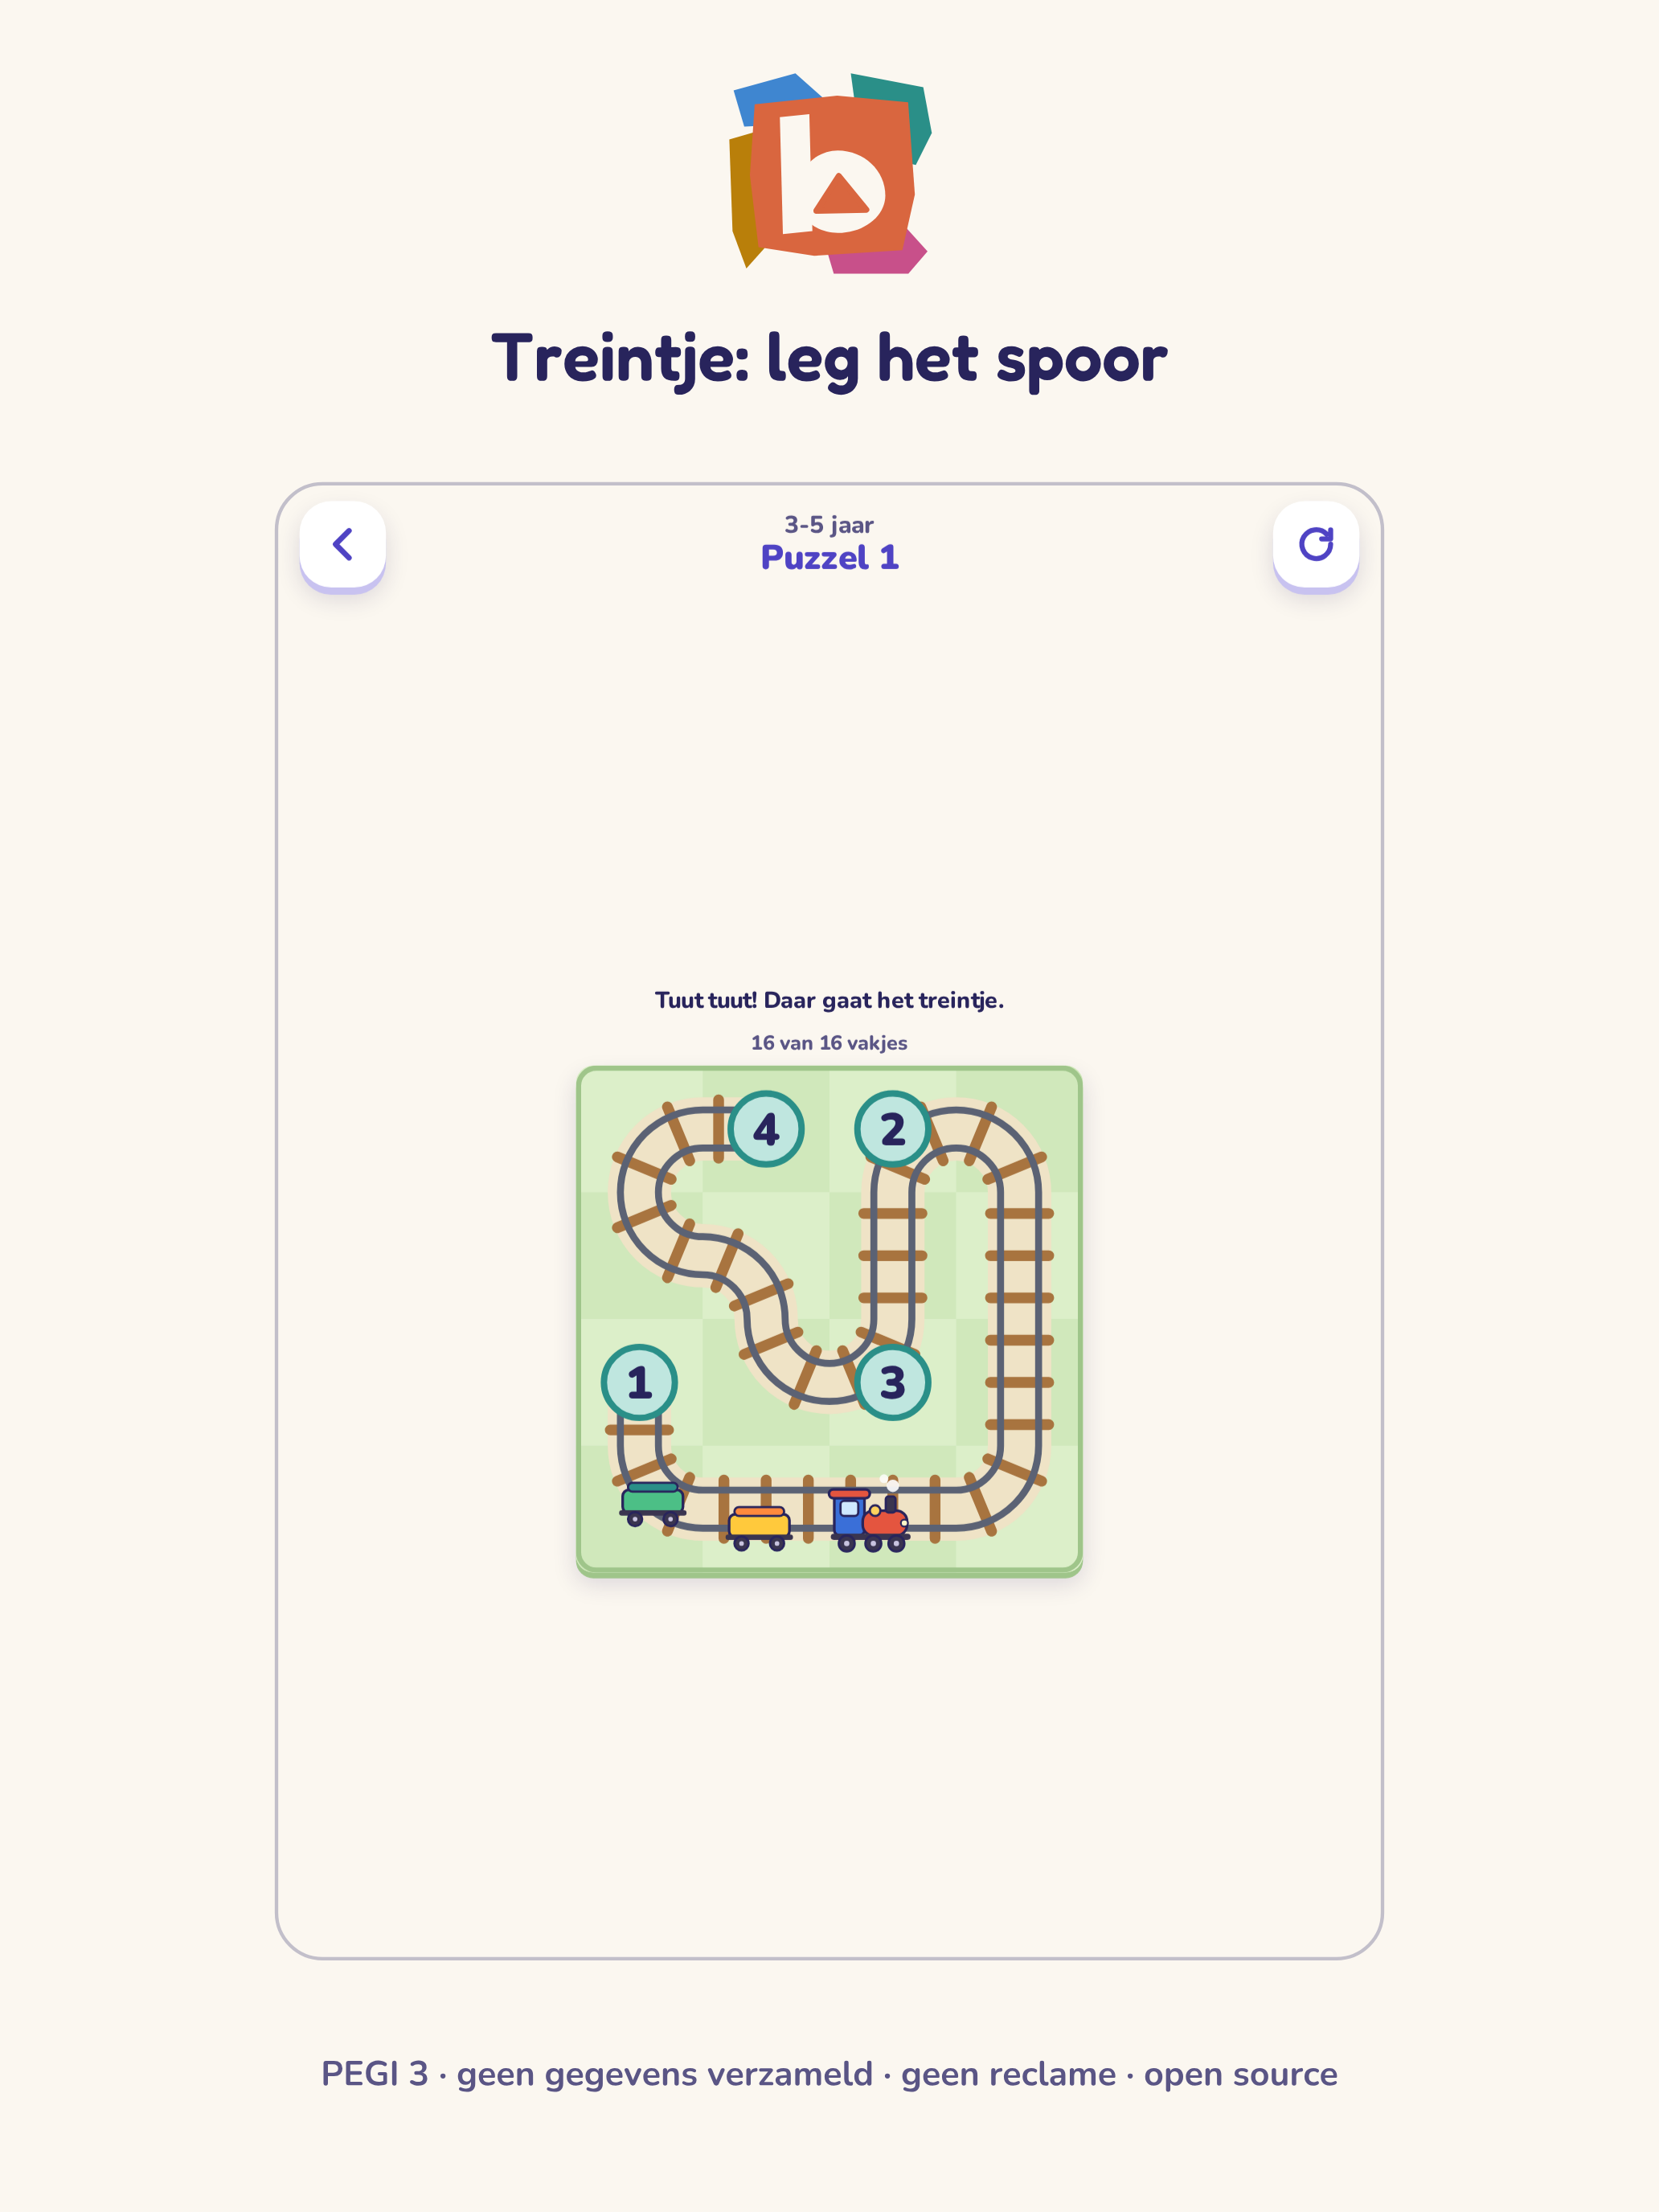 b
Treintje: leg het spoor
3-5 jaar
Puzzel 1
Tuut tuut! Daar gaat het treintje.
16 van 16 vakjes
4 2
1 3
PEGI 3 · geen gegevens verzameld · geen reclame · open source